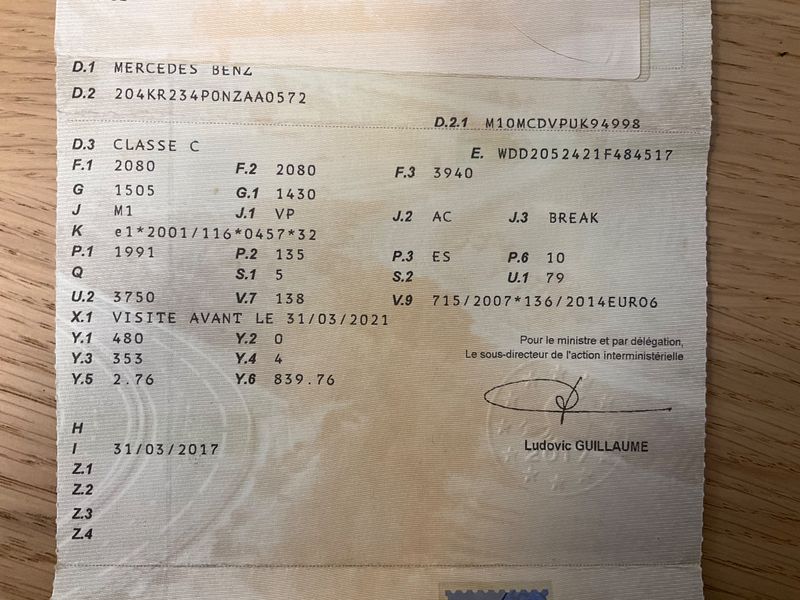 D.1 MERCEDES BENZ
D.2 204KR234P0NZAA0572
D.2.1 M10MCDVPUK94998
D.3 CLASSE C
E. WDD2052421F484517
F.1 2080 F.2 2080 F.3 3940
G 1505 G.1 1430
J M1 J.1 VP J.2 AC J.3 BREAK
K e1*2001/116*0457*32
P.1 1991 P.2 135 P.3 ES P.6 10
Q S.1 5 S.2 U.1 79
U.2 3750 V.7 138 V.9 715/2007*136/2014EURO6
X.1 VISITE AVANT LE 31/03/2021
Y.1 480 Y.2 0
Y.3 353 Y.4 4
Y.5 2.76 Y.6 839.76
Pour le ministre et par délégation,
Le sous-directeur de l'action interministérielle
Ludovic GUILLAUME
H
I 31/03/2017
Z.1
Z.2
Z.3
Z.4